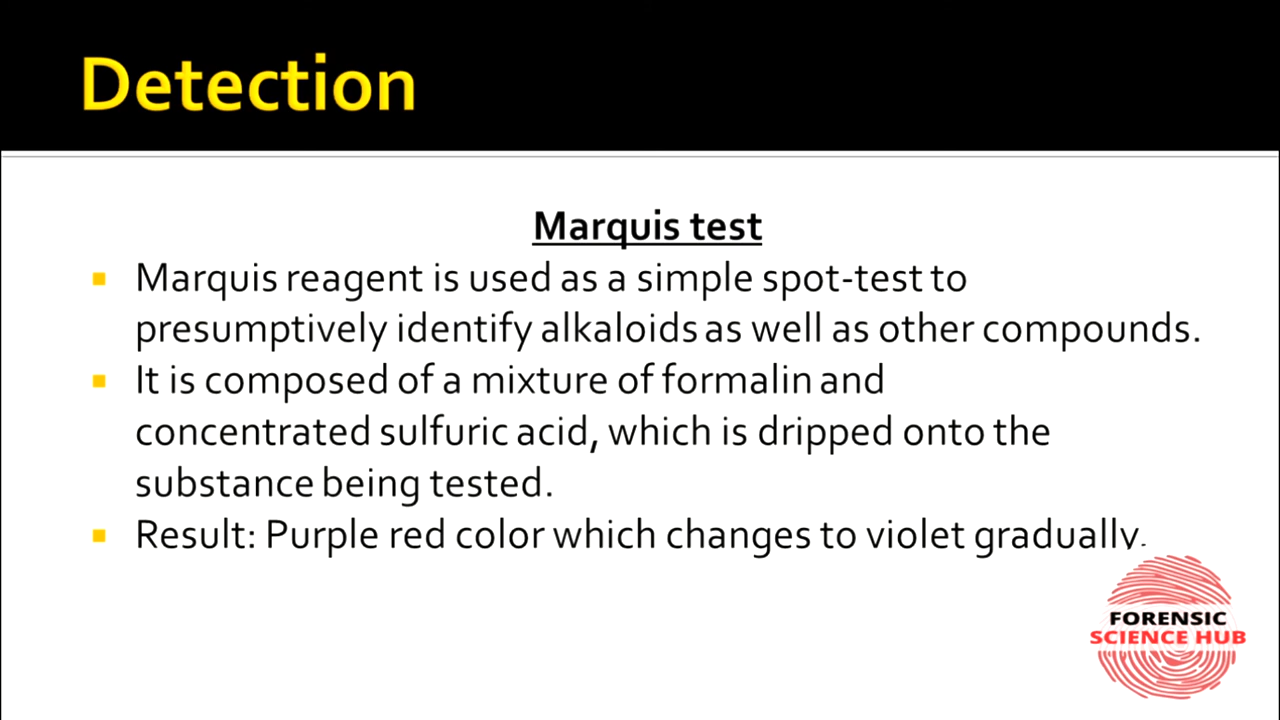 Detection
Marquis test
Marquis reagent is used as a simple spot-test to
presumptively identify alkaloids as well as other compounds.
It is composed of a mixture of formalin and
concentrated sulfuric acid, which is dripped onto the
substance being tested.
Result: Purple red color which changes to violet gradually.
FORENSIC
SCIENCE HUB